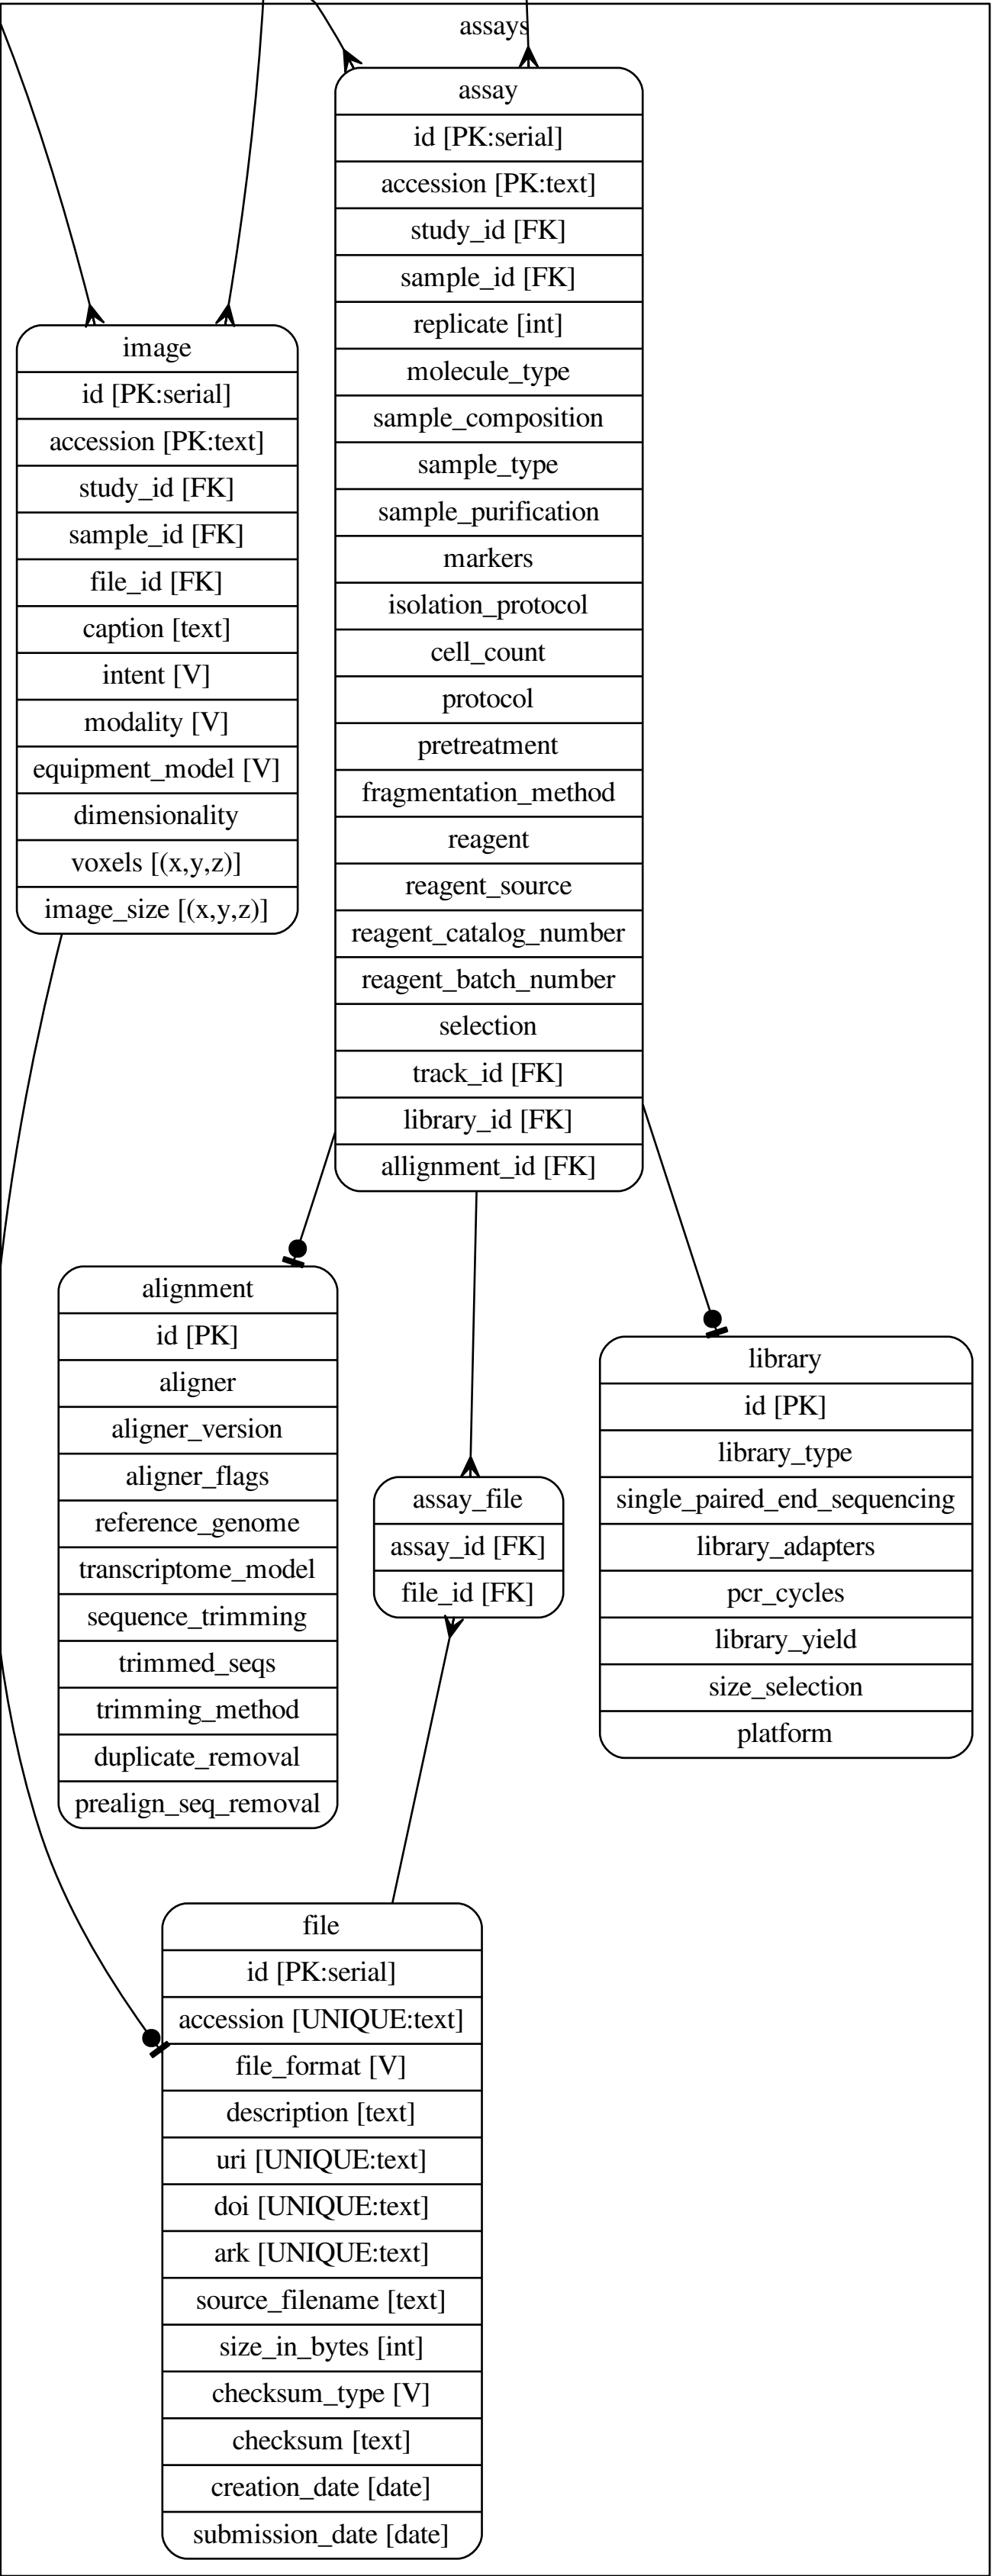 assays
assay
id [PK:serial]
accession [PK:text]
study_id [FK]
sample_id [FK]
replicate [int]
molecule_type
sample_composition
sample_type
sample_purification
markers
isolation_protocol
cell_count
protocol
pretreatment
fragmentation_method
reagent
reagent_source
reagent_catalog_number
reagent_batch_number
selection
track_id [FK]
library_id [FK]
allignment_id [FK]
image
id [PK:serial]
accession [PK:text]
study_id [FK]
sample_id [FK]
file_id [FK]
caption [text]
intent [V]
modality [V]
equipment_model [V]
dimensionality
voxels [(x,y,z)]
image_size [(x,y,z)]
alignment
id [PK]
aligner
aligner_version
aligner_flags
reference_genome
transcriptome_model
sequence_trimming
trimmed_seqs
trimming_method
duplicate_removal
prealign_seq_removal
assay_file
assay_id [FK]
file_id [FK]
library
id [PK]
library_type
single_paired_end_sequencing
library_adapters
pcr_cycles
library_yield
size_selection
platform
file
id [PK:serial]
accession [UNIQUE:text]
file_format [V]
description [text]
uri [UNIQUE:text]
doi [UNIQUE:text]
ark [UNIQUE:text]
source_filename [text]
size_in_bytes [int]
checksum_type [V]
checksum [text]
creation_date [date]
submission_date [date]